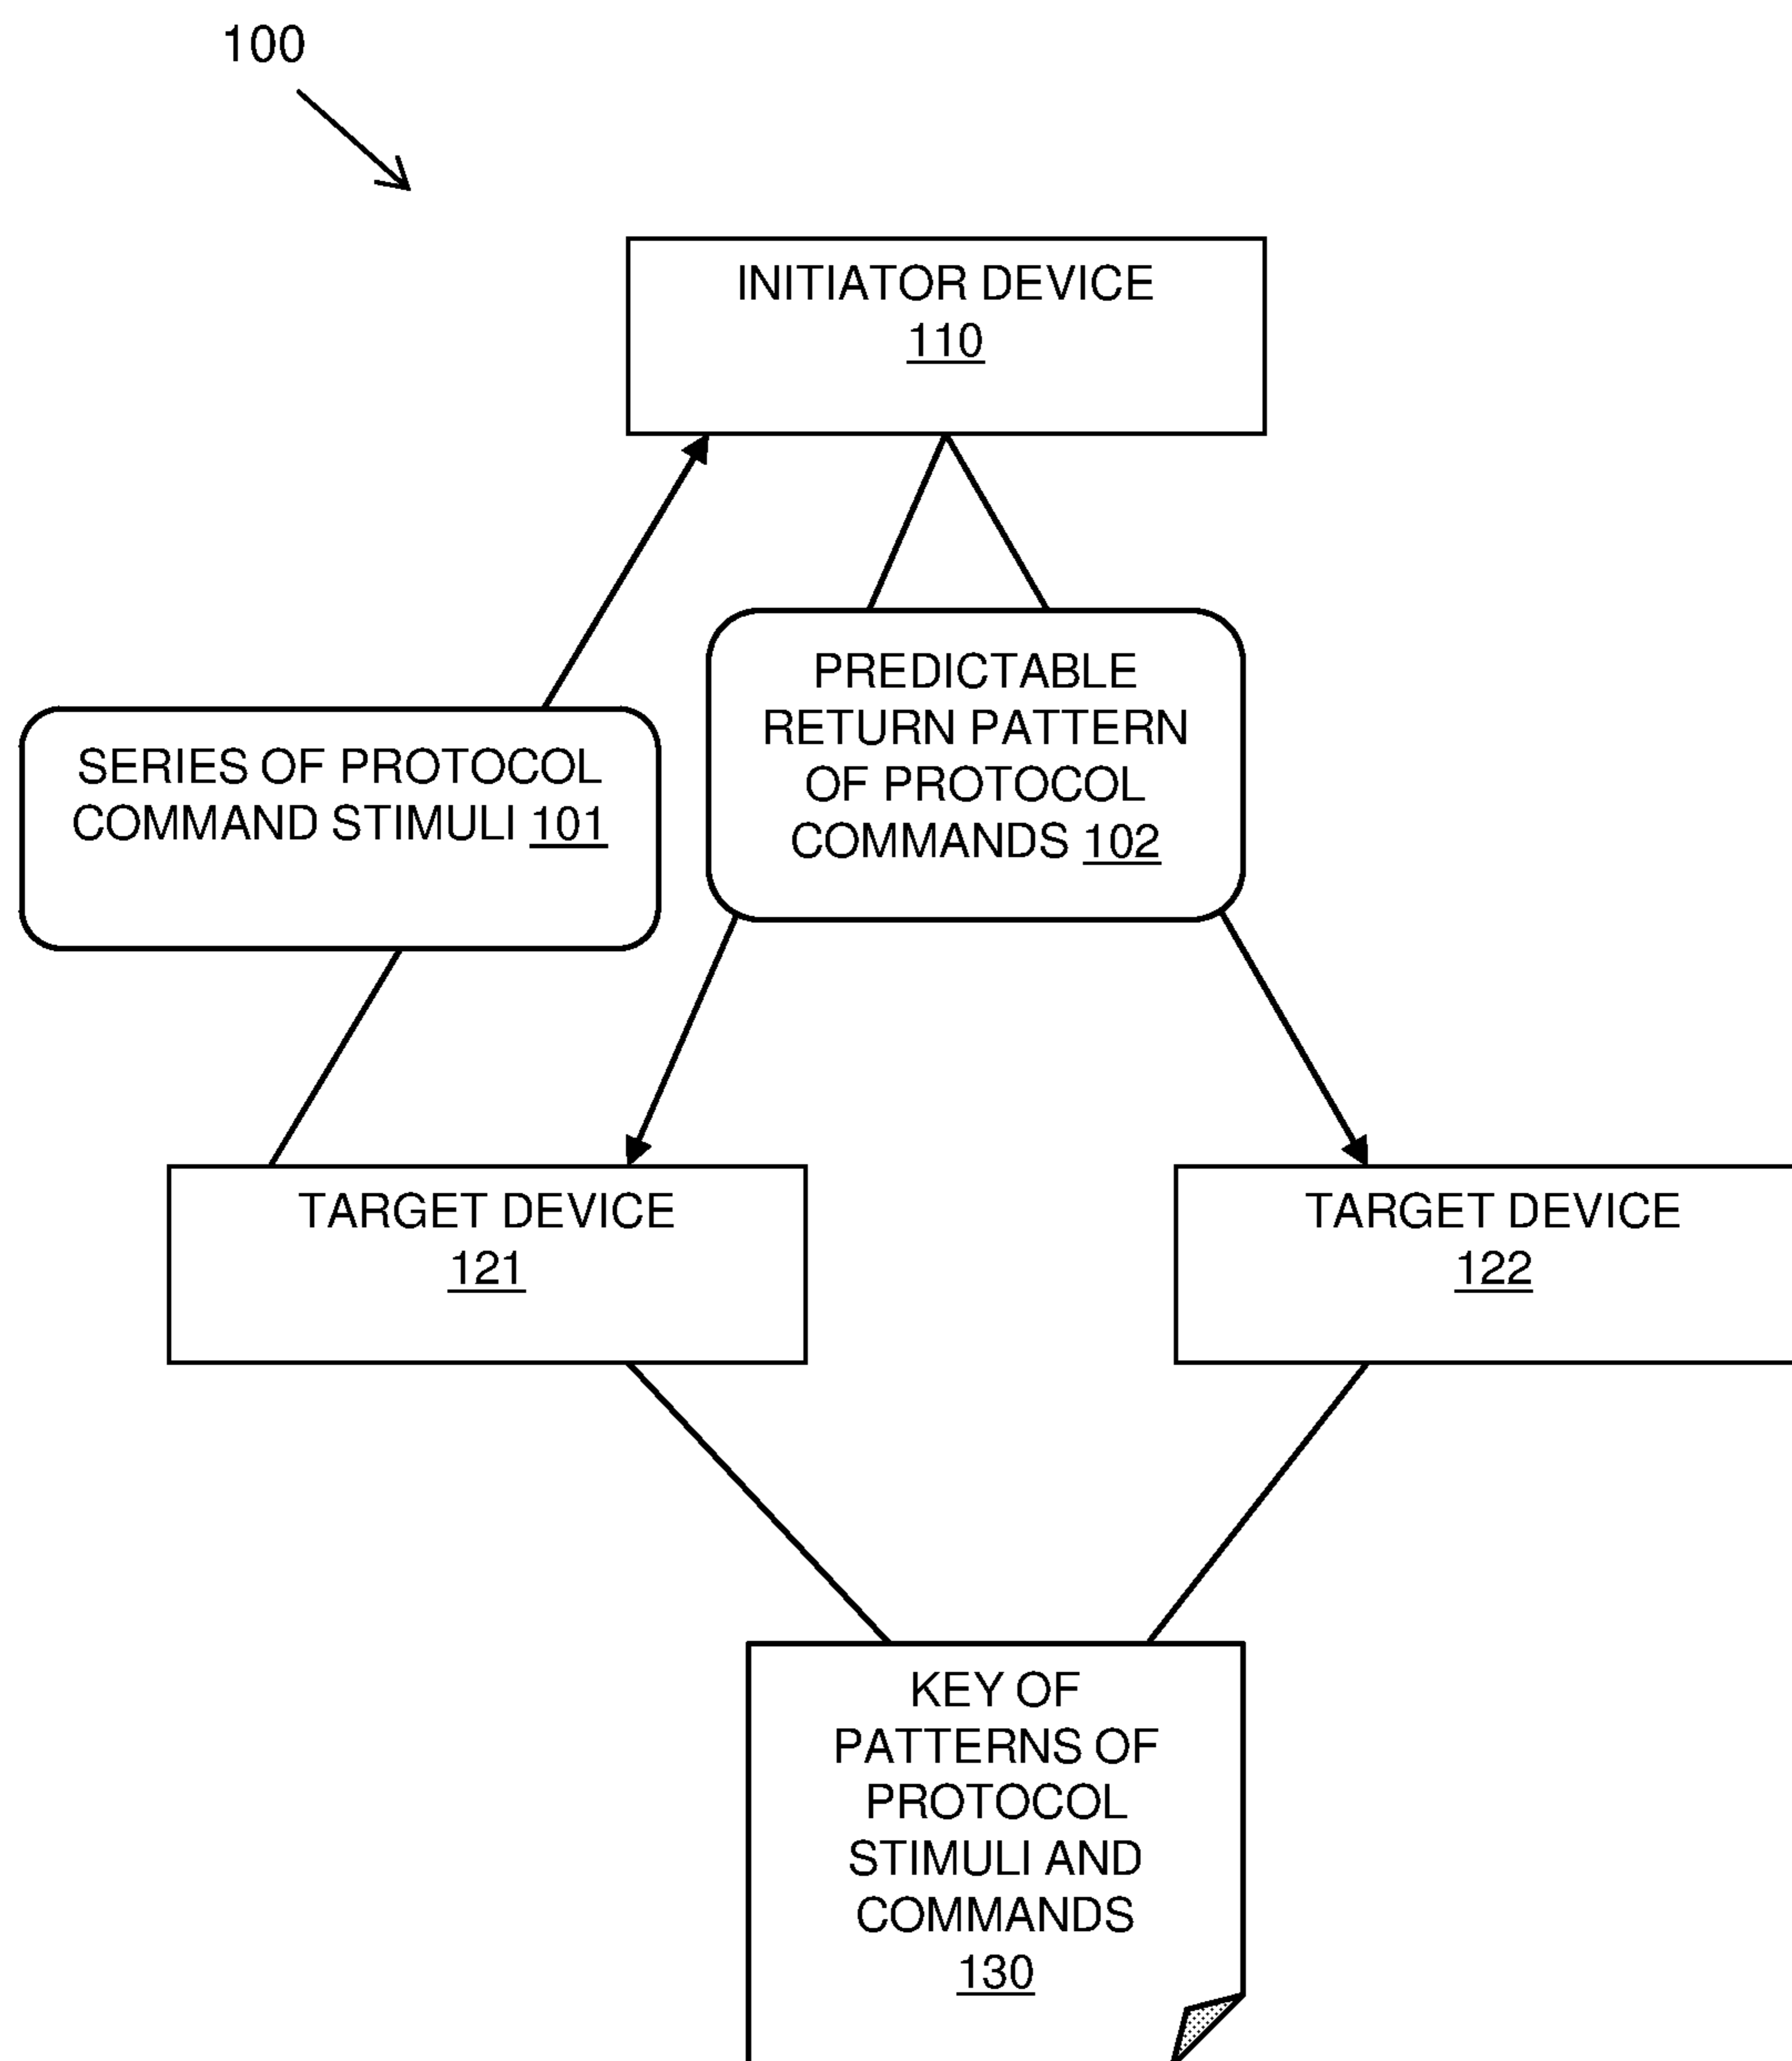 100
INITIATOR DEVICE
110
SERIES OF PROTOCOL
COMMAND STIMULI 101
PREDICTABLE
RETURN PATTERN
OF PROTOCOL
COMMANDS 102
TARGET DEVICE
121
TARGET DEVICE
122
KEY OF
PATTERNS OF
PROTOCOL
STIMULI AND
COMMANDS
130